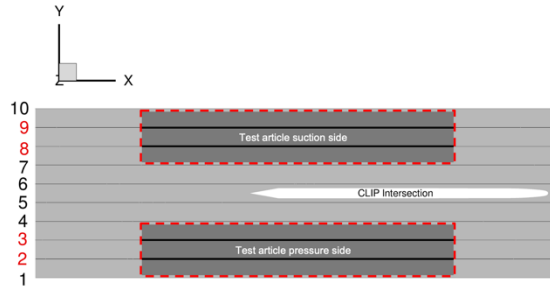 Y
Z
X
10
9
Test article suction side
8
7
6
CLIP Intersection
5
4
3
Test article pressure side
2
1